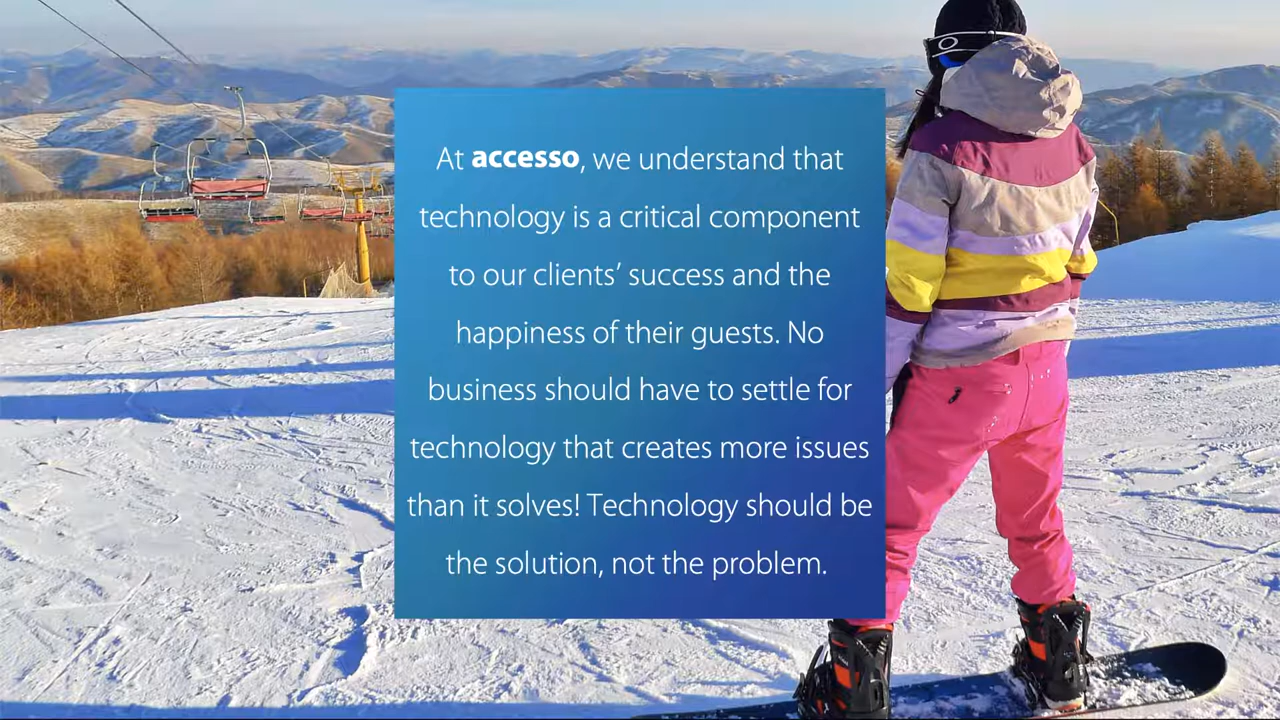 At accesso, we understand that
technology is a critical component
to our clients’ success and the
happiness of their guests. No
business should have to settle for
technology that creates more issues
than it solves! Technology should be
the solution, not the problem.